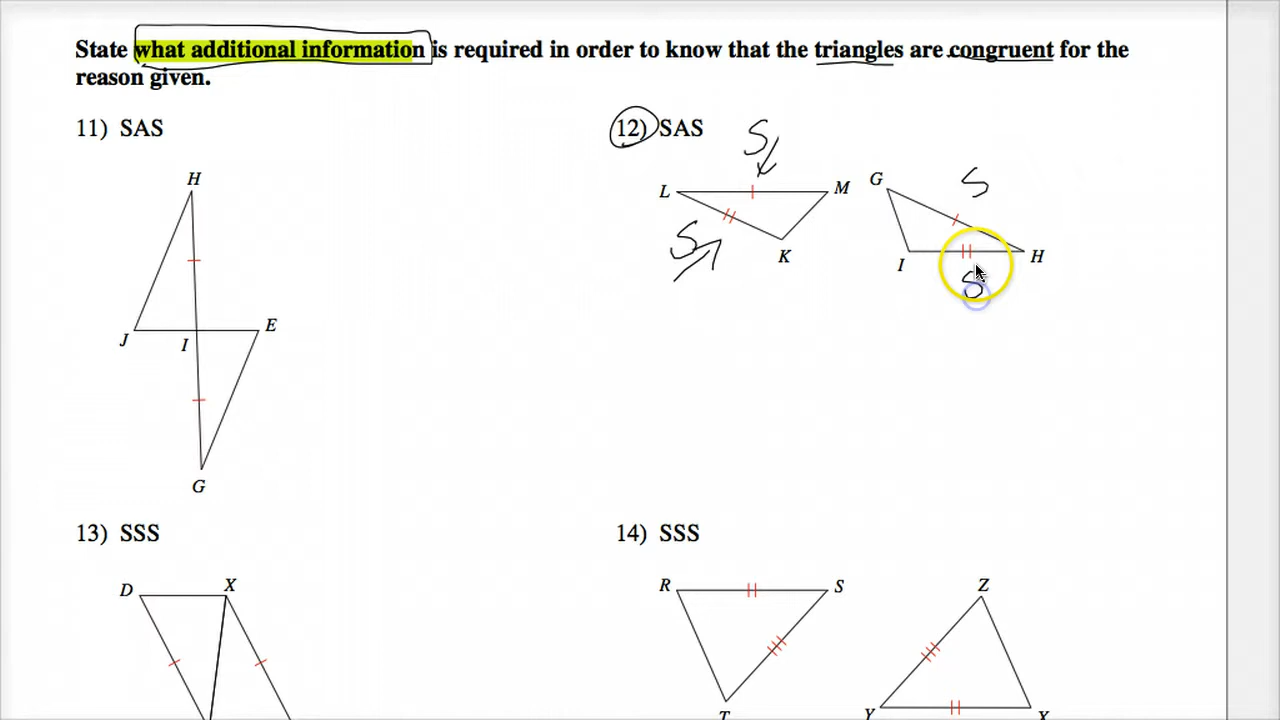 State what additional information is required in order to know that the triangles are congruent for the
reason given.
11) SAS
12) SAS
S
H
L
M
G
S
S
K
I
H
S
J
I
E
G
13) SSS
14) SSS
D
X
R
S
Z
T
Y
X